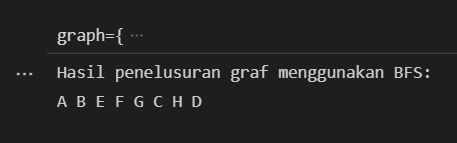 graph={ ···
··· Hasil penelusuran graf menggunakan BFS:
A B E F G C H D